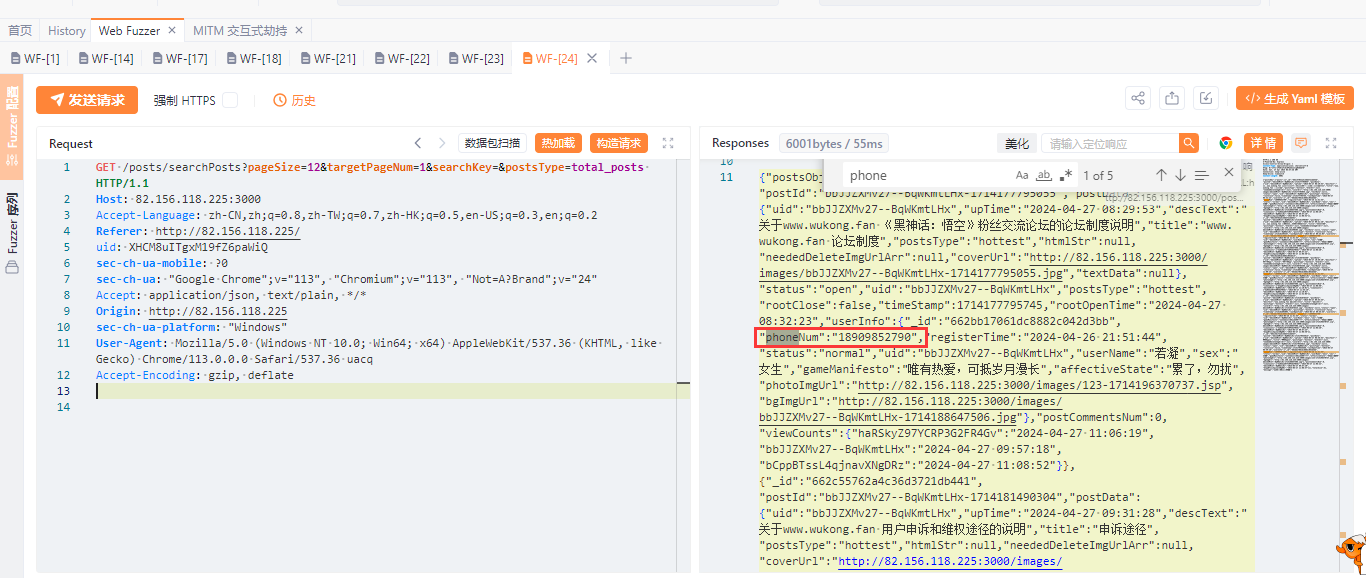 首页 History Web Fuzzer MITM 交互式劫持
WF-[1] WF-[14] WF-[17] WF-[18] WF-[21] WF-[22] WF-[23] WF-[24]
Fuzzer 配置
Fuzzer 序列
发送请求 强制 HTTPS 历史 </> 生成 Yaml 模板
Request 数据包扫描 热加载 构造请求
1 GET /posts/searchPosts?pageSize=12&targetPageNum=1&searchKey=&postsType=total_posts
HTTP/1.1
2 Host: 82.156.118.225:3000
3 Accept-Language: zh-CN,zh;q=0.8,zh-TW;q=0.7,zh-HK;q=0.5,en-US;q=0.3,en;q=0.2
4 Referer: http://82.156.118.225/
5 uid: XHCM8uITgxM19fZ6paWiQ
6 sec-ch-ua-mobile: ?0
7 sec-ch-ua: "Google Chrome";v="113", "Chromium";v="113", "Not=A?Brand";v="24"
8 Accept: application/json, text/plain, */*
9 Origin: http://82.156.118.225
10 sec-ch-ua-platform: "Windows"
11 User-Agent: Mozilla/5.0 (Windows NT 10.0; Win64; x64) AppleWebKit/537.36 (KHTML, like
Gecko) Chrome/113.0.0.0 Safari/537.36 uacq
12 Accept-Encoding: gzip, deflate
13
14
Responses 6001bytes / 55ms 美化 请输入定位响应 详情
phone Aa ab 1 of 5
10
11 {"postsObj
"postId":"bbJJZXMv27--BqWKmtLHx-1714177795055",
http://82.156.118.225:3000/pos...
{"uid":"bbJJZXMv27--BqWKmtLHx","upTime":"2024-04-27 08:29:53","descText":"
关于www.wukong.fan 《黑神话：悟空》粉丝交流论坛的论坛制度说明","title":"www.
wukong.fan 论坛制度","postsType":"hottest","htmlStr":null,
"neededDeleteImgUrlArr":null,"coverUrl":"http://82.156.118.225:3000/
images/bbJJZXMv27--BqWKmtLHx-1714177795055.jpg","textData":null},
"status":"open","uid":"bbJJZXMv27--BqWKmtLHx","postsType":"hottest",
"rootClose":false,"timeStamp":1714177795745,"rootOpenTime":"2024-04-27
08:32:23","userInfo":{"_id":"662bb17061dc8882c042d3bb",
"phoneNum":"18909852790","registerTime":"2024-04-26 21:51:44",
"status":"normal","uid":"bbJJZXMv27--BqWKmtLHx","userName":"若凝","sex":"
女生","gameManifesto":"唯有热爱，可抵岁月漫长","affectiveState":"累了，勿扰",
"photoImgUrl":"http://82.156.118.225:3000/images/123-1714196370737.jsp",
"bgImgUrl":"http://82.156.118.225:3000/images/
bbJJZXMv27--BqWKmtLHx-1714188647506.jpg"},"postCommentsNum":0,
"viewCounts":{"haRSkyZ97YCRP3G2FR4Gv":"2024-04-27 11:06:19",
"bbJJZXMv27--BqWKmtLHx":"2024-04-27 09:57:18",
"bCppBTssL4qjnavXNgDRz":"2024-04-27 11:08:52"}},
{"_id":"662c55762a4c36d3721db441",
"postId":"bbJJZXMv27--BqWKmtLHx-1714181490304","postData":
{"uid":"bbJJZXMv27--BqWKmtLHx","upTime":"2024-04-27 09:31:28","descText":"
关于www.wukong.fan 用户申诉和维权途径的说明","title":"申诉途径",
"postsType":"hottest","htmlStr":null,"neededDeleteImgUrlArr":null,
"coverUrl":"http://82.156.118.225:3000/images/